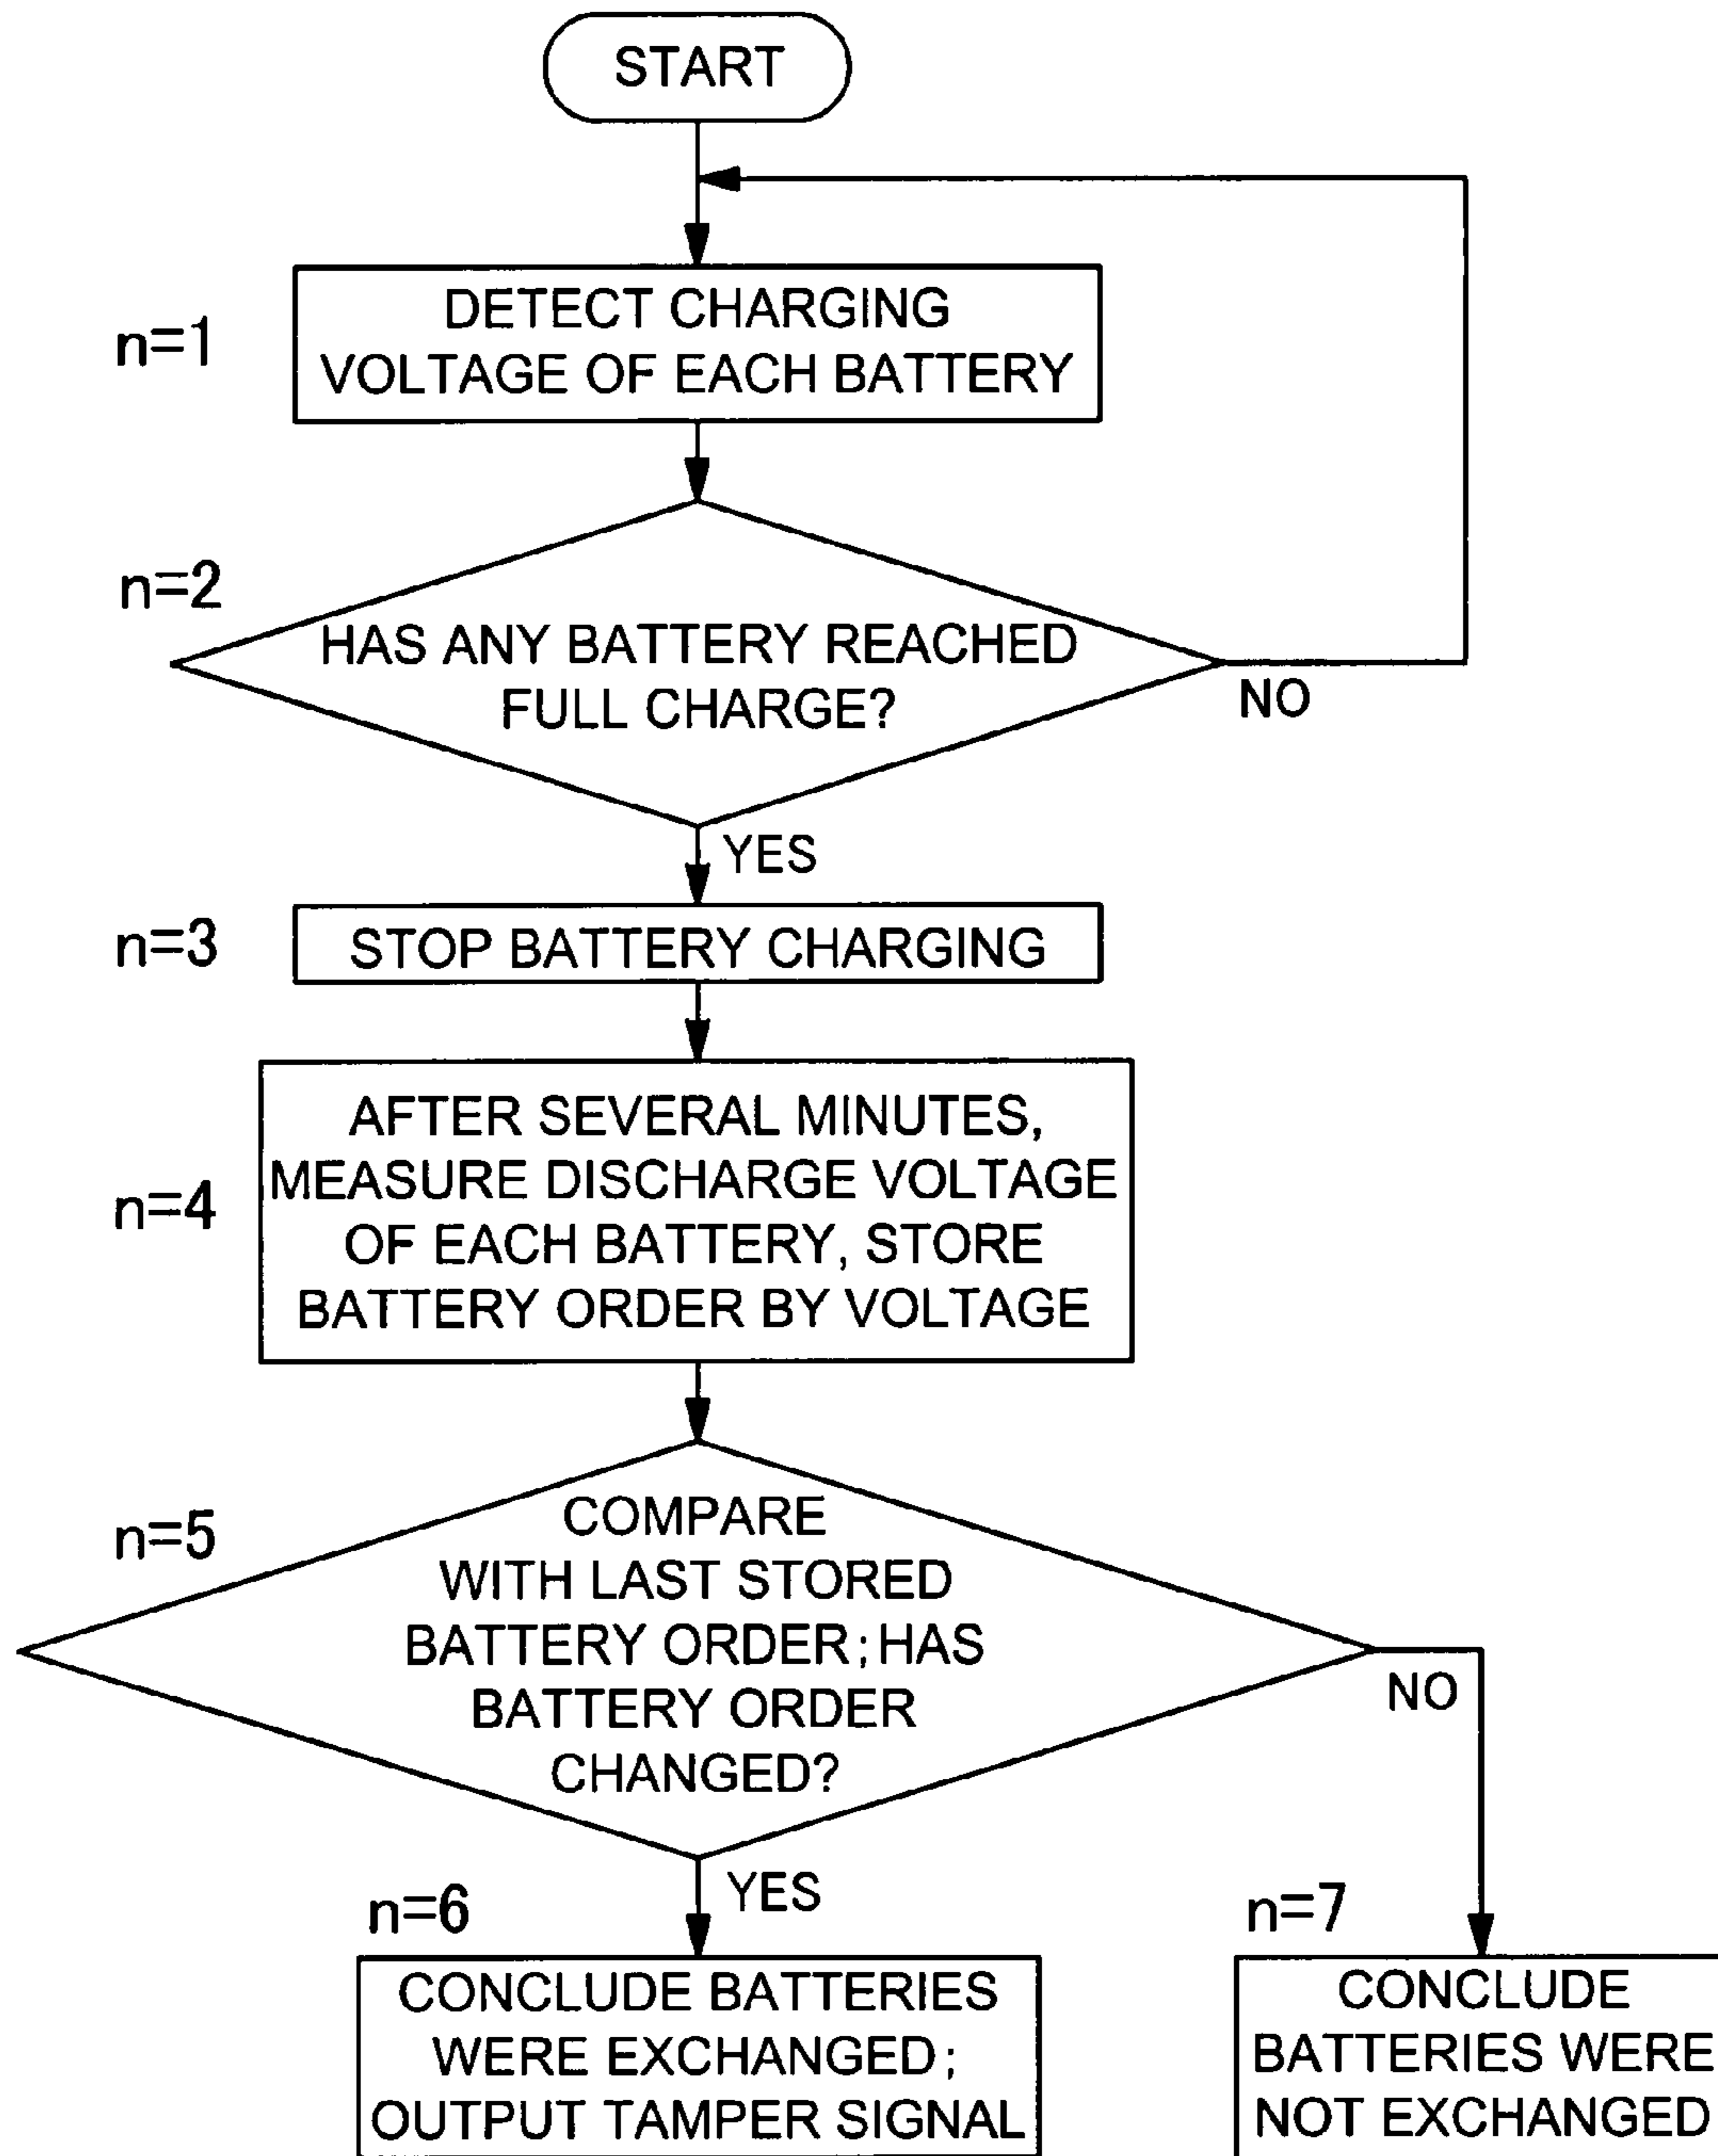 START
n=1
DETECT CHARGING
VOLTAGE OF EACH BATTERY
n=2
HAS ANY BATTERY REACHED
FULL CHARGE?
NO
YES
n=3
STOP BATTERY CHARGING
n=4
AFTER SEVERAL MINUTES,
MEASURE DISCHARGE VOLTAGE
OF EACH BATTERY, STORE
BATTERY ORDER BY VOLTAGE
n=5
COMPARE
WITH LAST STORED
BATTERY ORDER; HAS
BATTERY ORDER
CHANGED?
NO
YES
n=6
CONCLUDE BATTERIES
WERE EXCHANGED;
OUTPUT TAMPER SIGNAL
n=7
CONCLUDE
BATTERIES WERE
NOT EXCHANGED